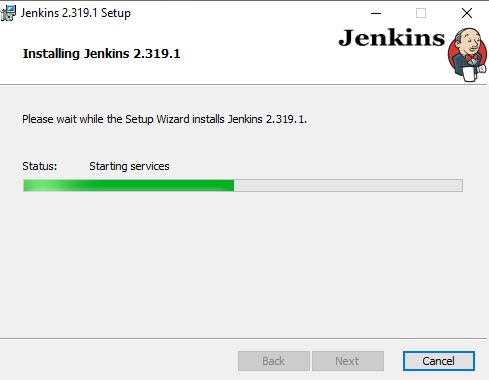 Jenkins 2.319.1 Setup
Installing Jenkins 2.319.1
Jenkins
Please wait while the Setup Wizard installs Jenkins 2.319.1.
Status: Starting services
Back Next Cancel